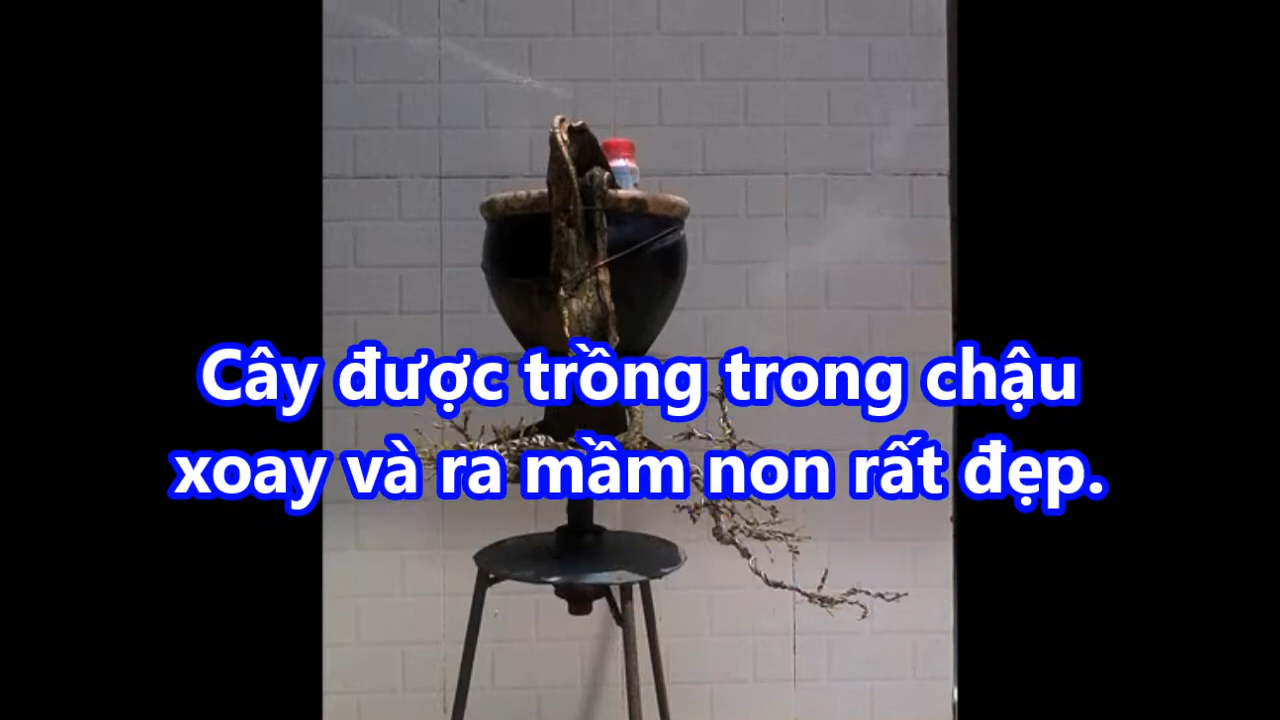 Cây được trồng trong chậu
xoay và ra mầm non rất đẹp.